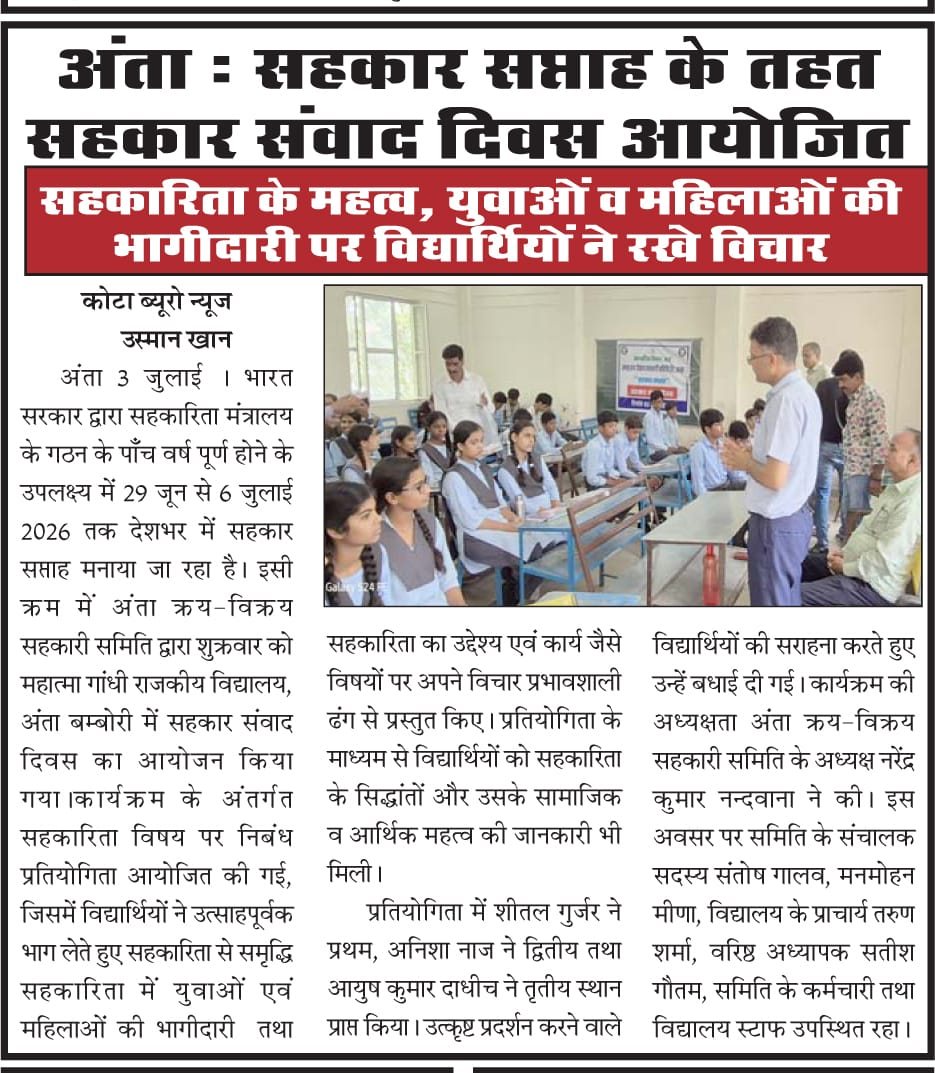 अंता : सहकार सप्ताह के तहत
सहकार संवाद दिवस आयोजित
सहकारिता के महत्व, युवाओं व महिलाओं की
भागीदारी पर विद्यार्थियों ने रखे विचार
कोटा ब्यूरो न्यूज
उस्मान खान
अंता 3 जुलाई । भारत
सरकार द्वारा सहकारिता मंत्रालय
के गठन के पाँच वर्ष पूर्ण होने के
उपलक्ष्य में 29 जून से 6 जुलाई
2026 तक देशभर में सहकार
सप्ताह मनाया जा रहा है। इसी
क्रम में अंता क्रय-विक्रय
सहकारी समिति द्वारा शुक्रवार को
महात्मा गांधी राजकीय विद्यालय,
अंता बम्बोरी में सहकार संवाद
दिवस का आयोजन किया
गया।कार्यक्रम के अंतर्गत
सहकारिता विषय पर निबंध
प्रतियोगिता आयोजित की गई,
जिसमें विद्यार्थियों ने उत्साहपूर्वक
भाग लेते हुए सहकारिता से समृद्धि
सहकारिता में युवाओं एवं
महिलाओं की भागीदारी तथा
Galaxy S24 FE
सहकारिता का उद्देश्य एवं कार्य जैसे
विषयों पर अपने विचार प्रभावशाली
ढंग से प्रस्तुत किए। प्रतियोगिता के
माध्यम से विद्यार्थियों को सहकारिता
के सिद्धांतों और उसके सामाजिक
व आर्थिक महत्व की जानकारी भी
मिली।
प्रतियोगिता में शीतल गुर्जर ने
प्रथम, अनिशा नाज ने द्वितीय तथा
आयुष कुमार दाधीच ने तृतीय स्थान
प्राप्त किया। उत्कृष्ट प्रदर्शन करने वाले
विद्यार्थियों की सराहना करते हुए
उन्हें बधाई दी गई। कार्यक्रम की
अध्यक्षता अंता क्रय-विक्रय
सहकारी समिति के अध्यक्ष नरेंद्र
कुमार नन्दवाना ने की। इस
अवसर पर समिति के संचालक
सदस्य संतोष गालव, मनमोहन
मीणा, विद्यालय के प्राचार्य तरुण
शर्मा, वरिष्ठ अध्यापक सतीश
गौतम, समिति के कर्मचारी तथा
विद्यालय स्टाफ उपस्थित रहा।